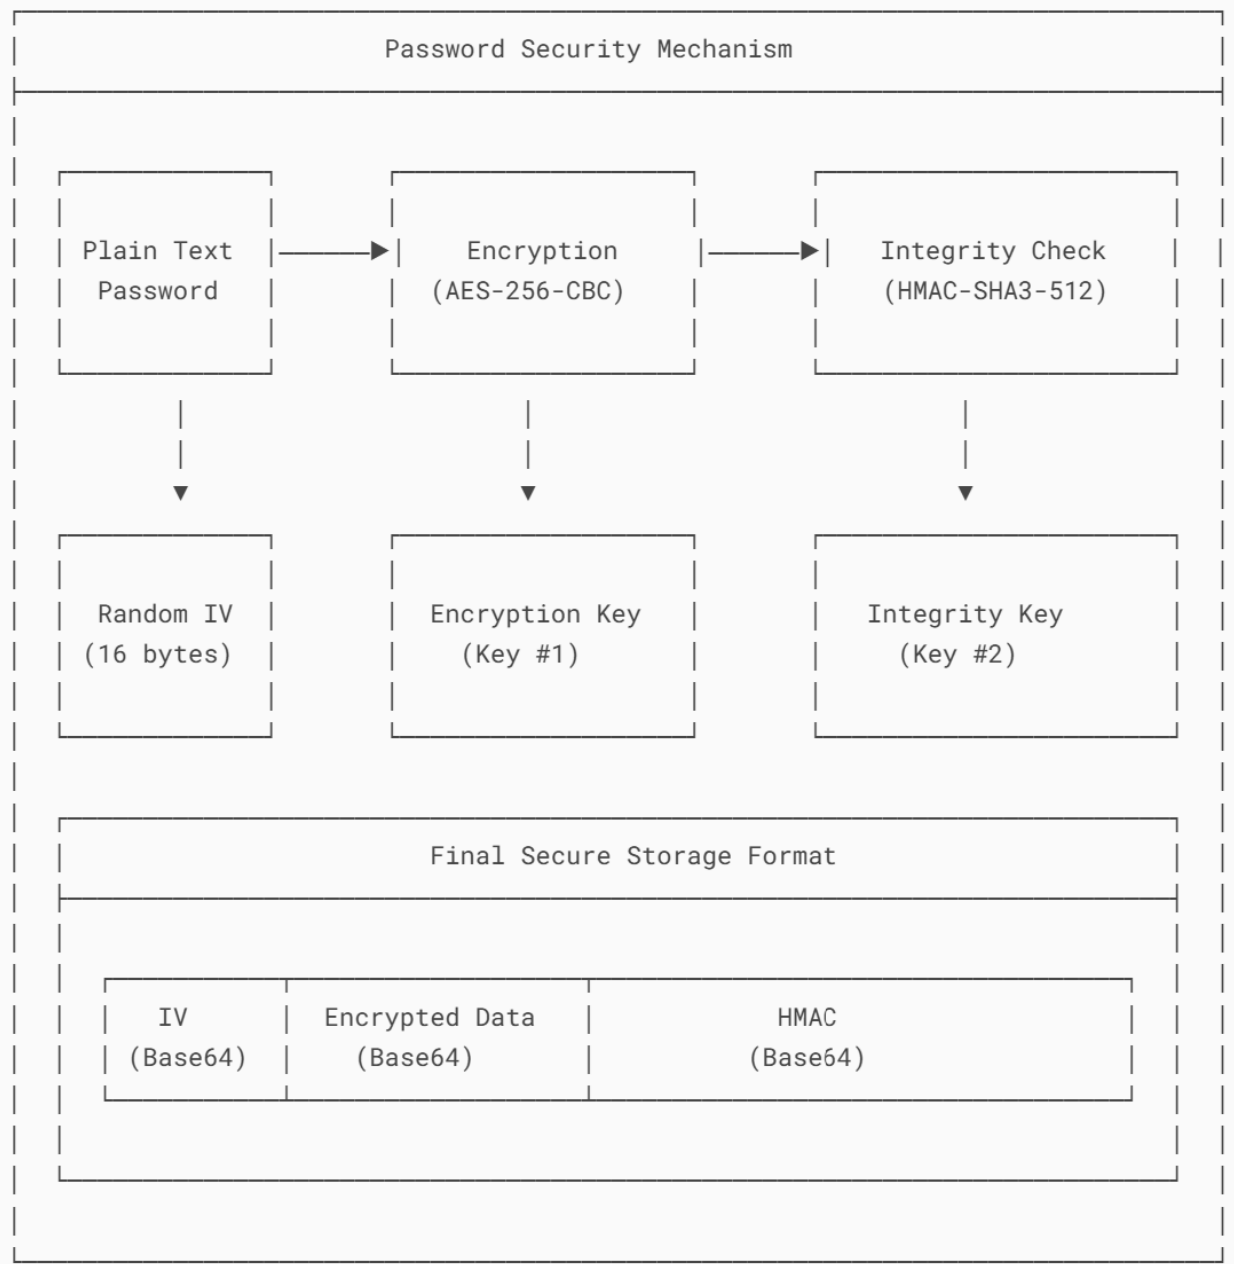 Password Security Mechanism
Plain Text Encryption Integrity Check
Password (AES-256-CBC) (HMAC-SHA3-512)
Random IV Encryption Key Integrity Key
(16 bytes) (Key #1) (Key #2)
Final Secure Storage Format
IV Encrypted Data HMAC
(Base64) (Base64) (Base64)